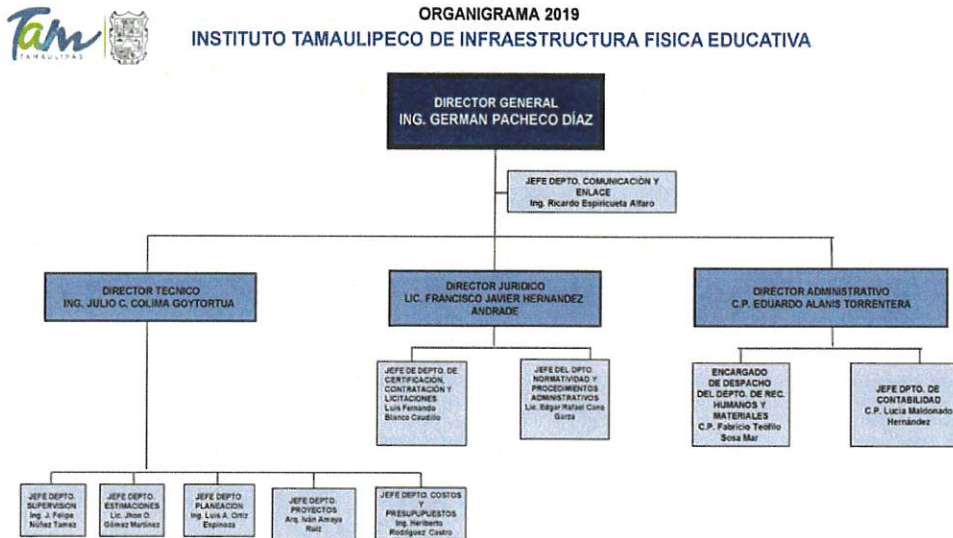 Tam
TAMAULIPAS
ORGANIGRAMA 2019
INSTITUTO TAMAULIPECO DE INFRAESTRUCTURA FISICA EDUCATIVA
DIRECTOR GENERAL
ING. GERMAN PACHECO DÍAZ
JEFE DEPTO. COMUNICACIÓN Y
ENLACE
Ing. Ricardo Espiricueta Alfaro
DIRECTOR TECNICO
ING. JULIO C. COLIMA GOYTORTUA
DIRECTOR JURIDICO
LIC. FRANCISCO JAVIER HERNANDEZ
ANDRADE
DIRECTOR ADMINISTRATIVO
C.P. EDUARDO ALANIS TORRENTERA
JEFE DE DEPTO. DE
CERTIFICACIÓN,
CONTRATACIÓN Y
LICITACIONES
Luis Fernando
Blanco Caudillo
JEFE DEL DPTO.
NORMATIVIDAD Y
PROCEDIMIENTOS
ADMINISTRATIVOS
Lic. Edgar Rafael Cano
Garza
ENCARGADO
DE DESPACHO
DEL DEPTO. DE REC.
HUMANOS Y
MATERIALES
C.P. Fabricio Teófilo
Sosa Mar
JEFE DPTO. DE
CONTABILIDAD
C.P. Lucia Maldonado
Hernández
JEFE DEPTO.
SUPERVISION
Ing. J. Felipe
Núñez Tamez
JEFE DEPTO.
ESTIMACIONES
Lic. Jhon O.
Gómez Martínez
JEFE DEPTO
PLANEACION
Ing. Luis A. Ortiz
Espinoza
JEFE DEPTO
PROYECTOS
Arq. Iván Amaya
Ruiz
JEFE DEPTO. COSTOS
Y
PRESUPUPUESTOS
Ing. Heriberto
Rodríguez Castro